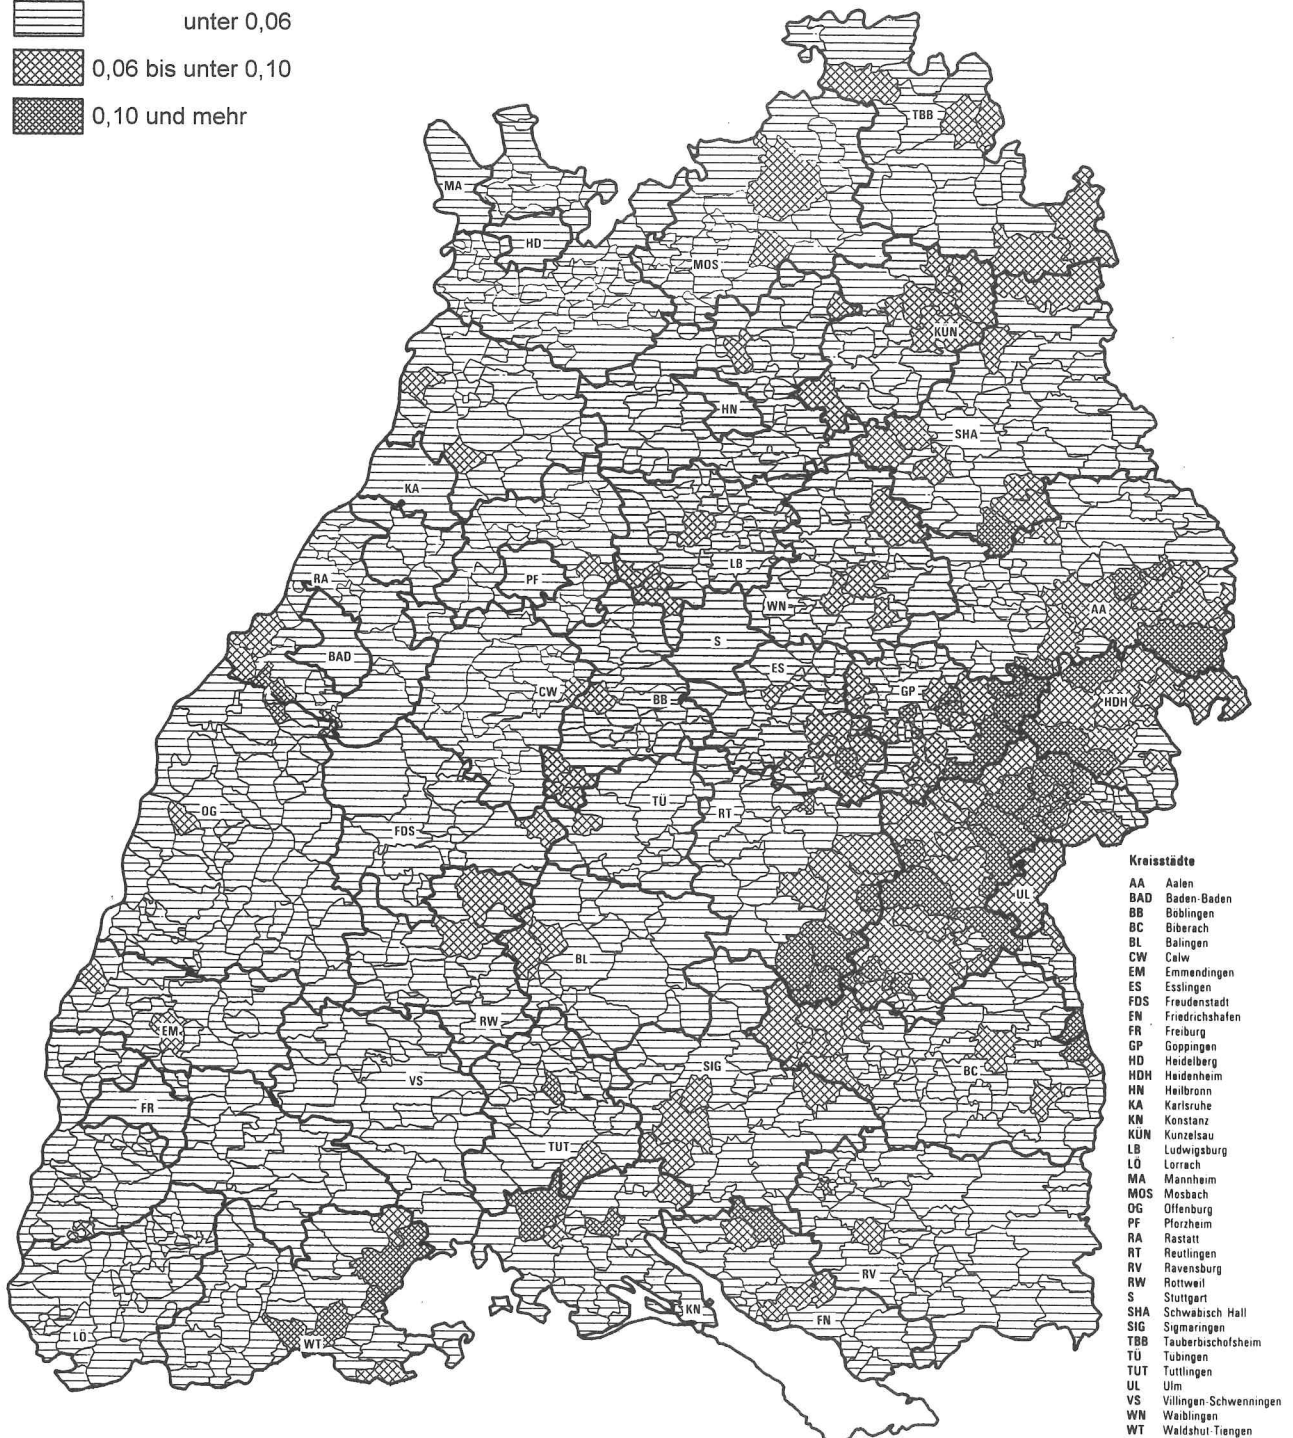 unter 0,06
0,06 bis unter 0,10
0,10 und mehr
TBB
MA
HD
MOS
KÜN
HN
SHA
KA
LB
PF
RA
WN
AA
S
BAD
ES
CW
BB
GP
HDH
OG
TÜ
RT
FDS
UL
BL
EM
RW
SIG
BC
VS
FR
TUT
RV
KN
FN
LÖ
WT
Kreisstädte
AA Aalen
BAD Baden-Baden
BB Böblingen
BC Biberach
BL Balingen
CW Calw
EM Emmendingen
ES Esslingen
FDS Freudenstadt
FN Friedrichshafen
FR Freiburg
GP Goppingen
HD Heidelberg
HDH Heidenheim
HN Heilbronn
KA Karlsruhe
KN Konstanz
KÜN Kunzelsau
LB Ludwigsburg
LÖ Lorrach
MA Mannheim
MOS Mosbach
OG Offenburg
PF Pforzheim
RA Rastatt
RT Reutlingen
RV Ravensburg
RW Rottweil
S Stuttgart
SHA Schwabisch Hall
SIG Sigmaringen
TBB Tauberbischofsheim
TÜ Tubingen
TUT Tuttlingen
UL Ulm
VS Villingen-Schwenningen
WN Waiblingen
WT Waldshut-Tiengen